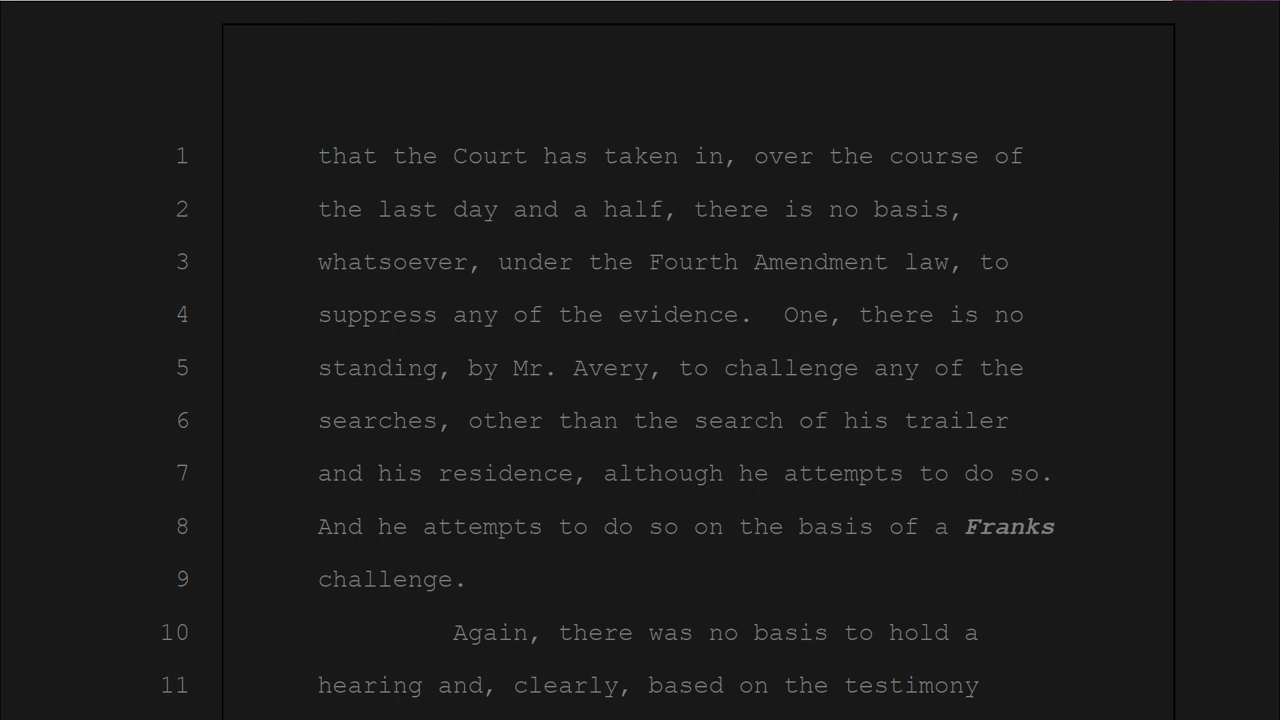 1 that the Court has taken in, over the course of
2 the last day and a half, there is no basis,
3 whatsoever, under the Fourth Amendment law, to
4 suppress any of the evidence.  One, there is no
5 standing, by Mr. Avery, to challenge any of the
6 searches, other than the search of his trailer
7 and his residence, although he attempts to do so.
8 And he attempts to do so on the basis of a Franks
9 challenge.
10 Again, there was no basis to hold a
11 hearing and, clearly, based on the testimony